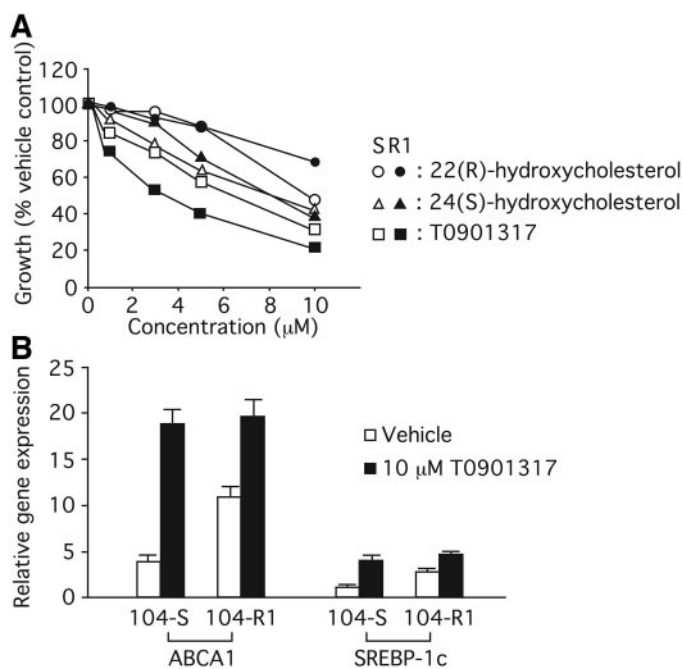 A
120
100
80
60
40
20
0
Growth (% vehicle control)
0 2 4 6 8 10
Concentration (μM)
S R1
: 22(R)-hydroxycholesterol
: 24(S)-hydroxycholesterol
: T0901317
B
25
20
15
10
5
0
Relative gene expression
Vehicle
10 μM T0901317
104-S 104-R1 104-S 104-R1
ABCA1 SREBP-1c